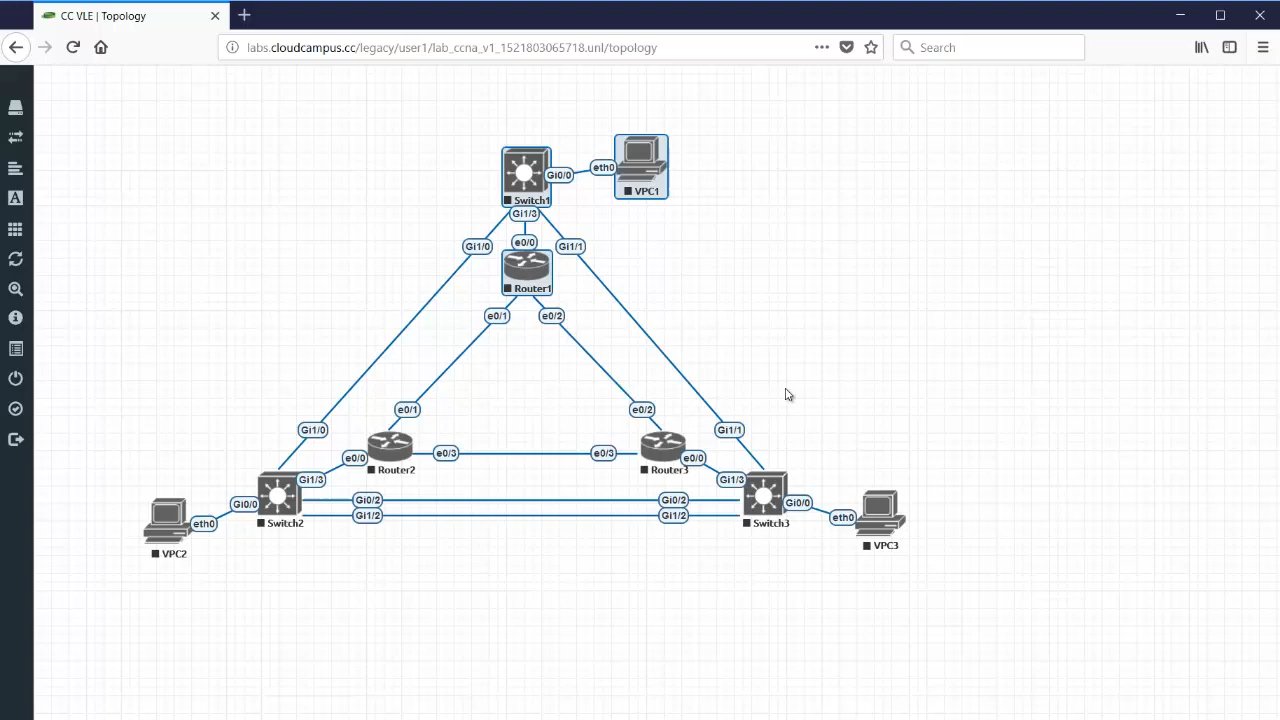 CC VLE | Topology
labs.cloudcampus.cc/legacy/user1/lab_ccna_v1_1521803065718.unl/topology
Search
Gi0/0
eth0
VPC1
Switch1
Gi1/3
Gi1/0
e0/0
Gi1/1
Router1
e0/1
e0/2
e0/1
e0/2
Gi1/0
Gi1/1
e0/0
e0/3
e0/3
e0/0
Router2
Router3
Gi1/3
Gi1/3
Gi0/0
Gi0/2
Gi0/2
Gi0/0
eth0
Gi1/2
Gi1/2
eth0
Switch2
Switch3
VPC2
VPC3